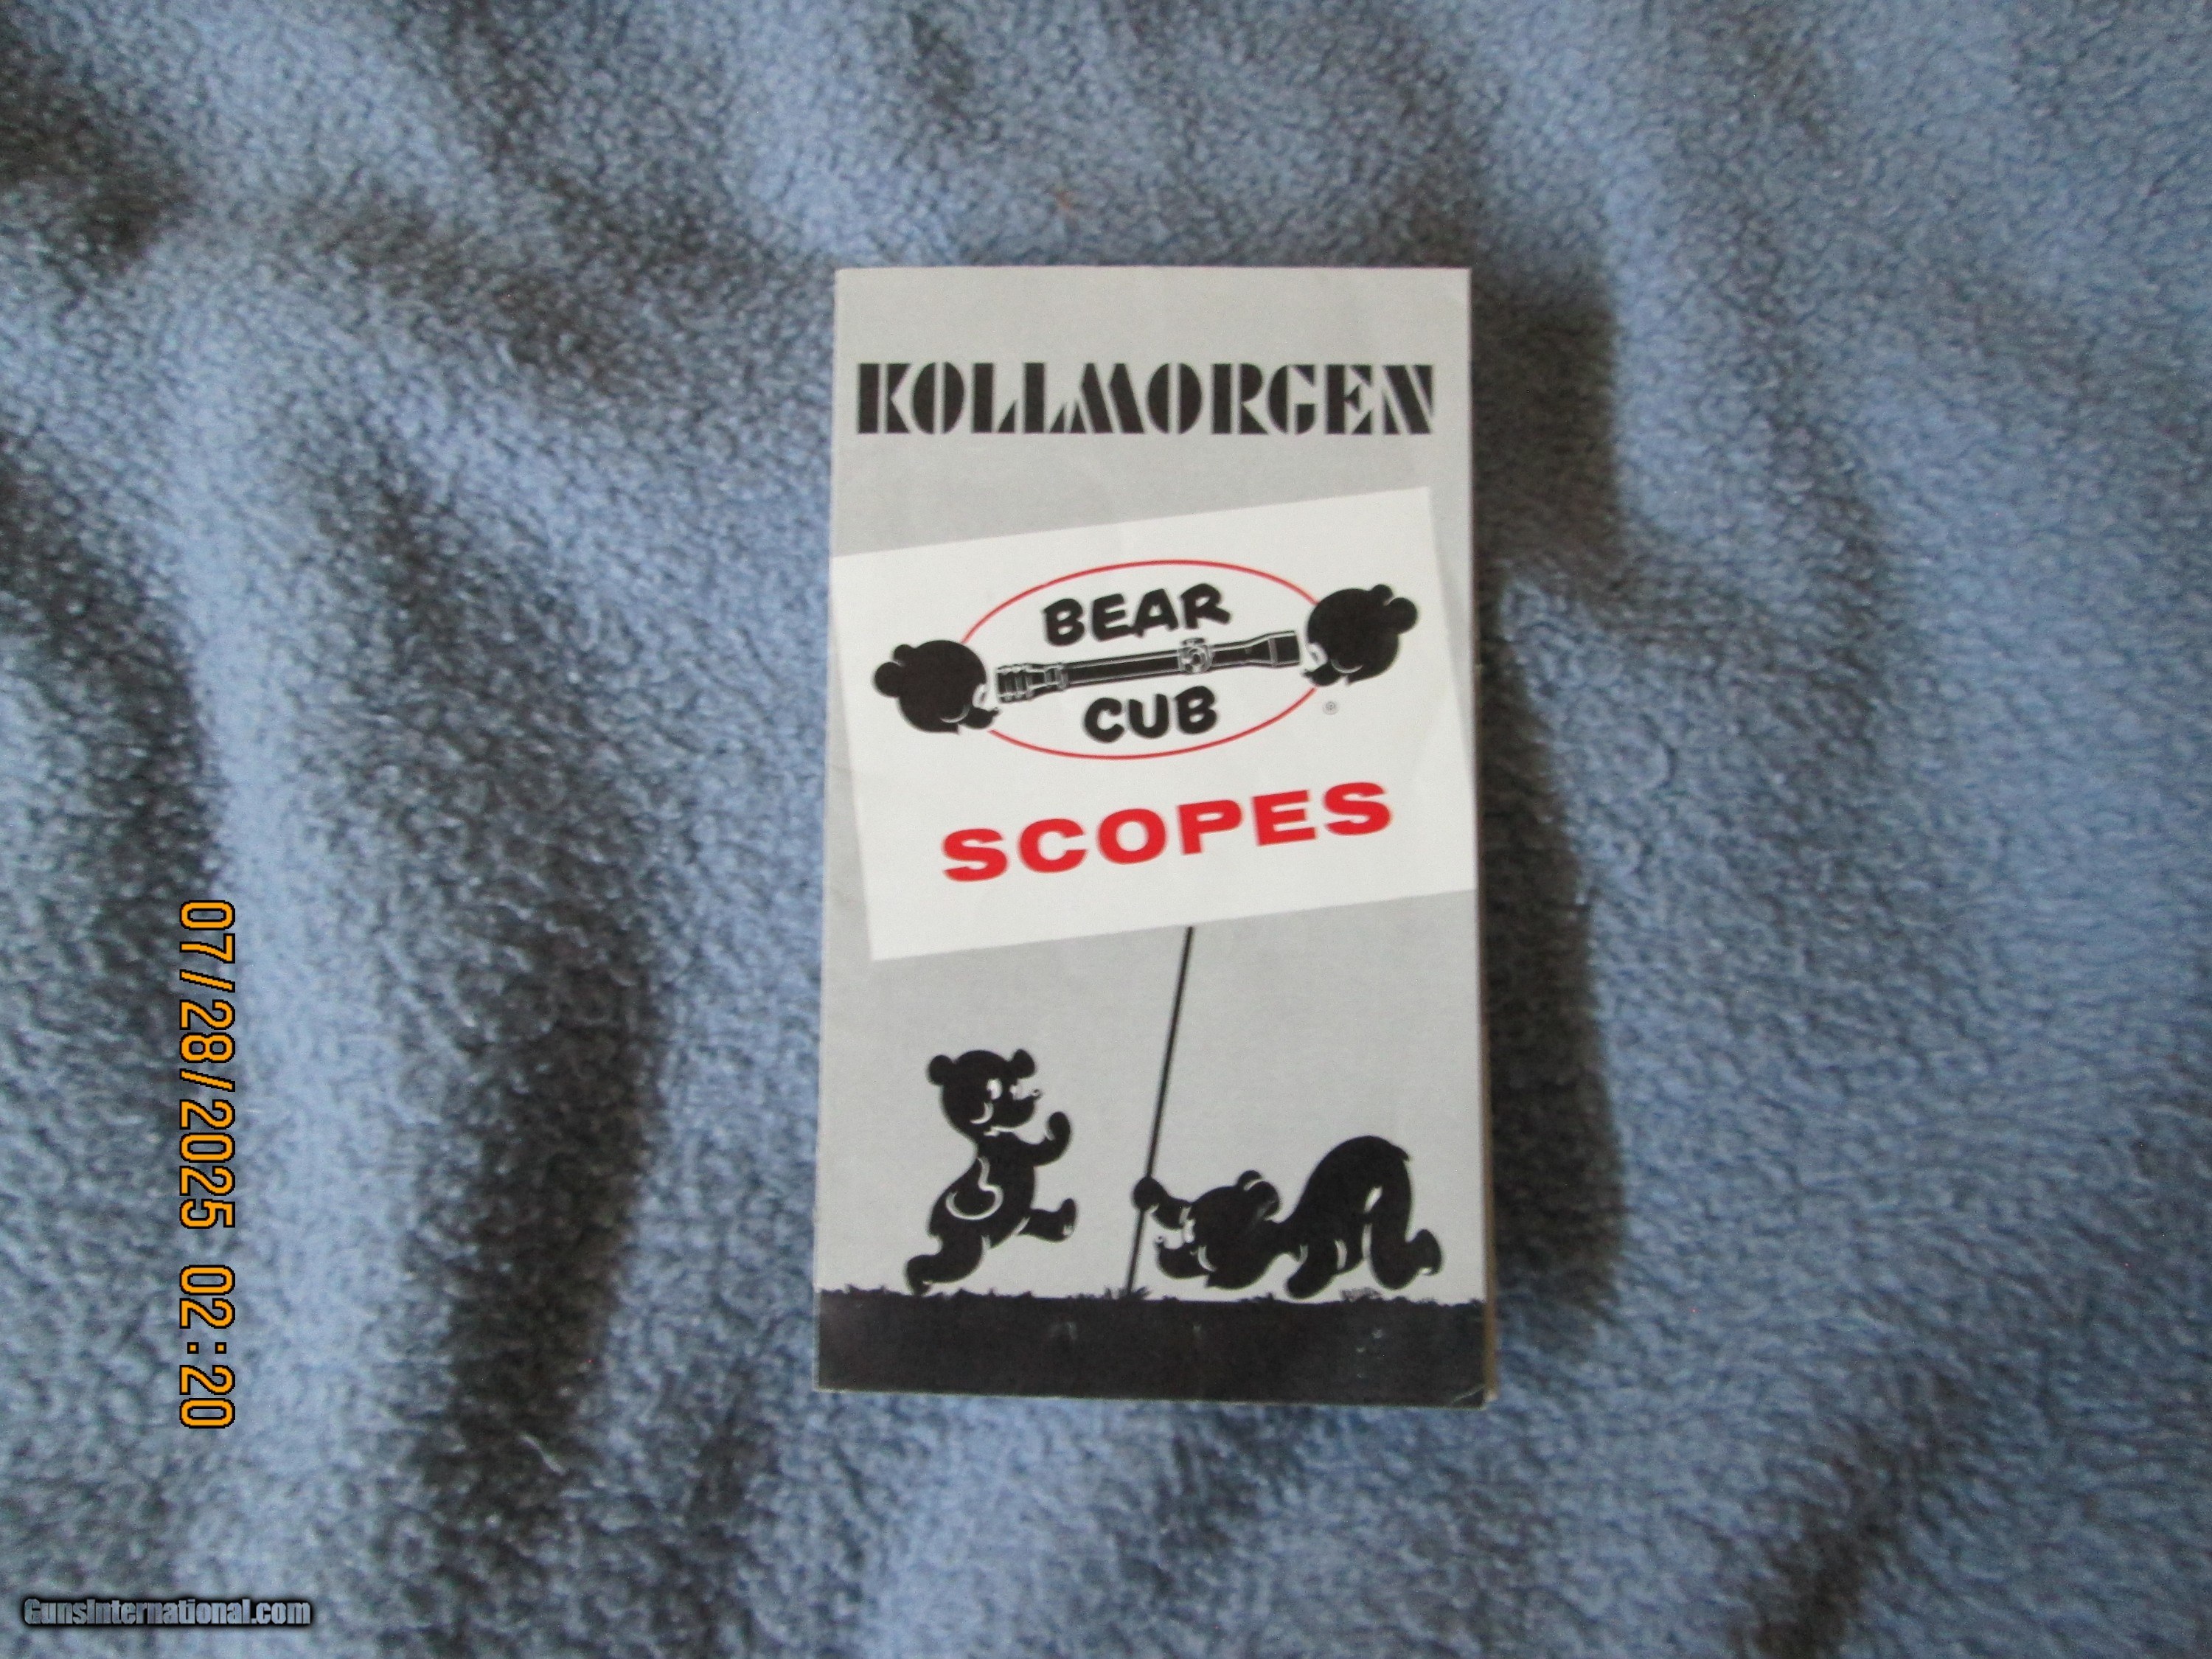 KOLLMORGEN
BEAR
CUB
®
SCOPES
07/28/2025 02:20
GunsInternational.com